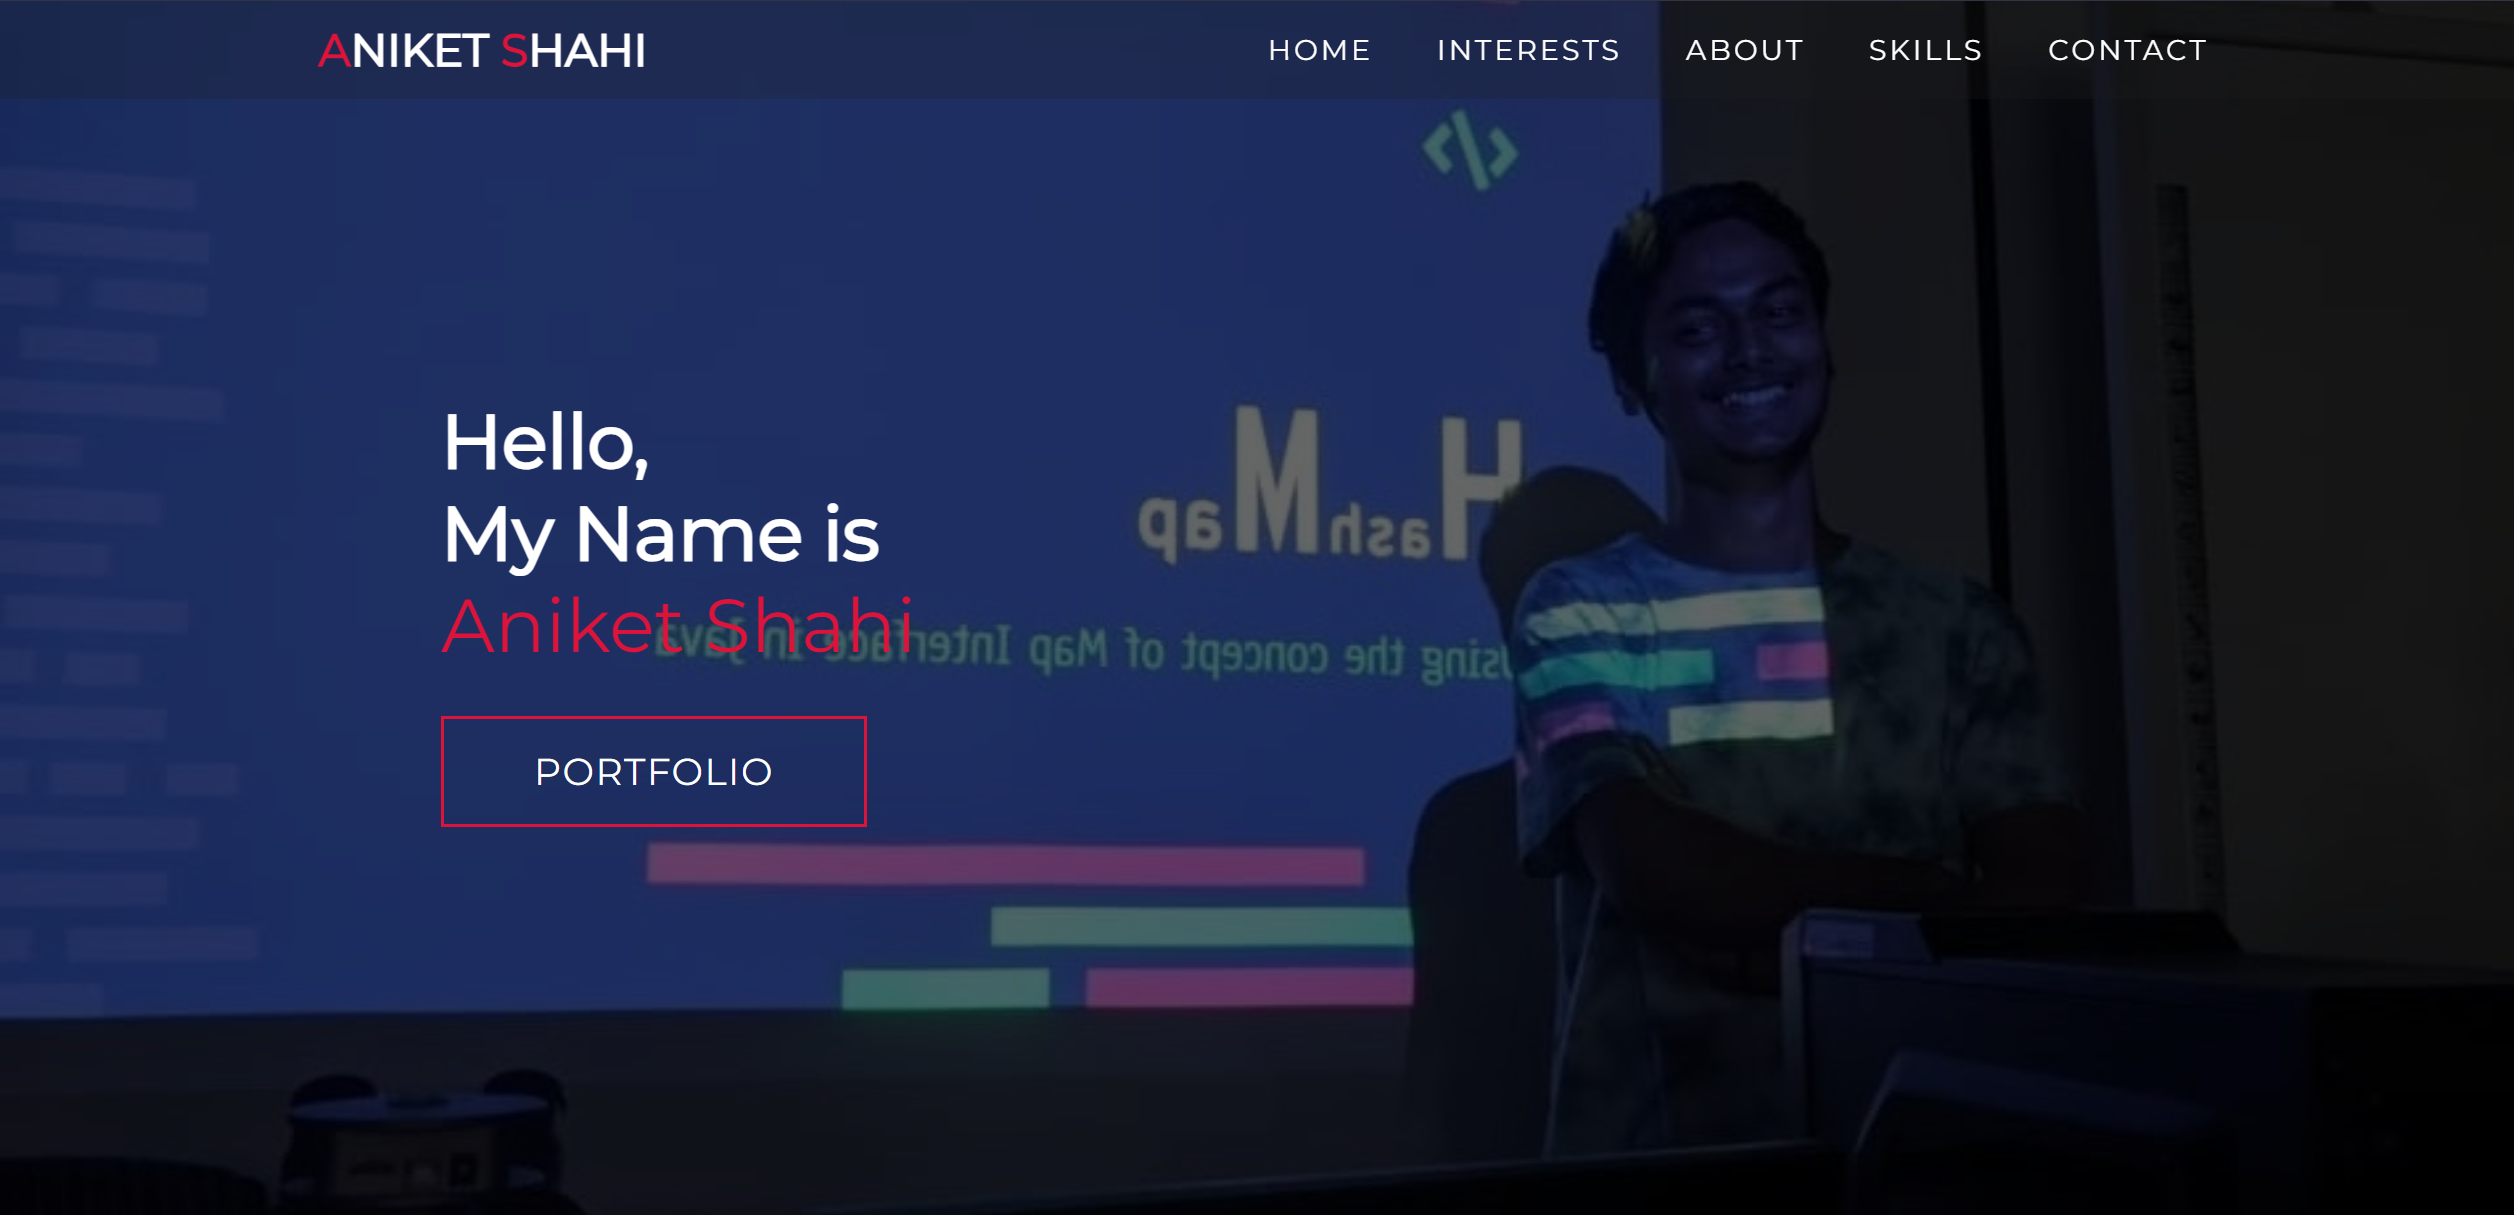 ANIKET SHAHI
HOME INTERESTS ABOUT SKILLS CONTACT
</>
HashMap
Hello,
My Name is
Aniket Shahi
Using the concept of Map Interface in Java
PORTFOLIO